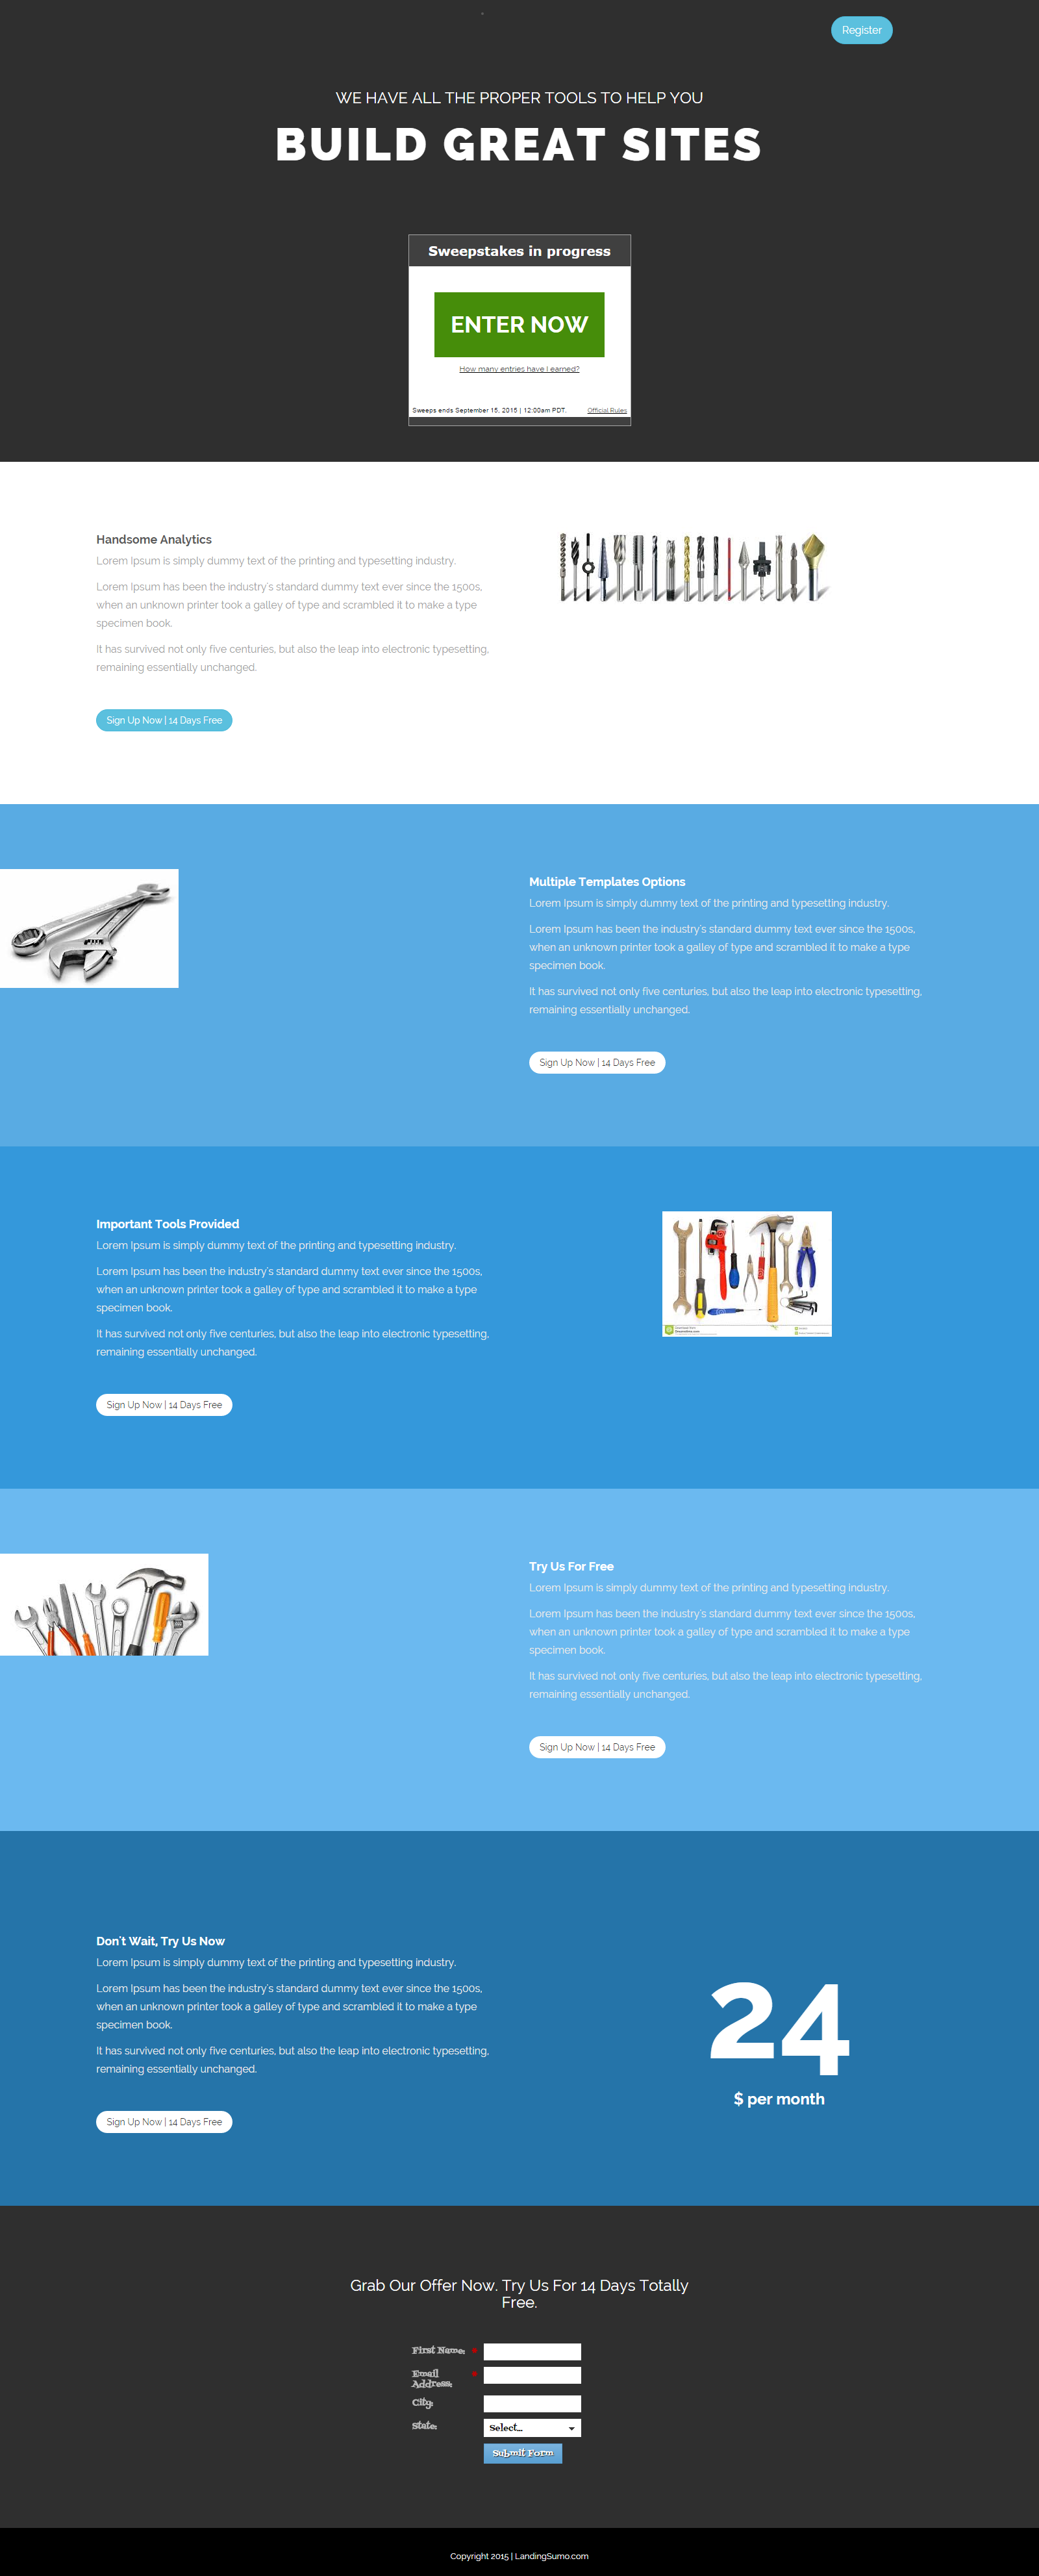 Register
WE HAVE ALL THE PROPER TOOLS TO HELP YOU
BUILD GREAT SITES
Sweepstakes in progress
ENTER NOW
How many entries have I earned?
Sweeps ends September 15, 2015 | 12:00am PDT.
Official Rules
Handsome Analytics
Lorem Ipsum is simply dummy text of the printing and typesetting industry.
Lorem Ipsum has been the industry's standard dummy text ever since the 1500s,
when an unknown printer took a galley of type and scrambled it to make a type
specimen book.
It has survived not only five centuries, but also the leap into electronic typesetting,
remaining essentially unchanged.
Sign Up Now | 14 Days Free
Multiple Templates Options
Lorem Ipsum is simply dummy text of the printing and typesetting industry.
Lorem Ipsum has been the industry's standard dummy text ever since the 1500s,
when an unknown printer took a galley of type and scrambled it to make a type
specimen book.
It has survived not only five centuries, but also the leap into electronic typesetting,
remaining essentially unchanged.
Sign Up Now | 14 Days Free
Important Tools Provided
Lorem Ipsum is simply dummy text of the printing and typesetting industry.
Lorem Ipsum has been the industry's standard dummy text ever since the 1500s,
when an unknown printer took a galley of type and scrambled it to make a type
specimen book.
It has survived not only five centuries, but also the leap into electronic typesetting,
remaining essentially unchanged.
Sign Up Now | 14 Days Free
Try Us For Free
Lorem Ipsum is simply dummy text of the printing and typesetting industry.
Lorem Ipsum has been the industry's standard dummy text ever since the 1500s,
when an unknown printer took a galley of type and scrambled it to make a type
specimen book.
It has survived not only five centuries, but also the leap into electronic typesetting,
remaining essentially unchanged.
Sign Up Now | 14 Days Free
Don't Wait, Try Us Now
Lorem Ipsum is simply dummy text of the printing and typesetting industry.
Lorem Ipsum has been the industry's standard dummy text ever since the 1500s,
when an unknown printer took a galley of type and scrambled it to make a type
specimen book.
It has survived not only five centuries, but also the leap into electronic typesetting,
remaining essentially unchanged.
Sign Up Now | 14 Days Free
24
$ per month
Grab Our Offer Now. Try Us For 14 Days Totally
Free.
First Name: *
Email *
Address:
City:
State:
Select...
Submit Form
Copyright 2015 | LandingSumo.com